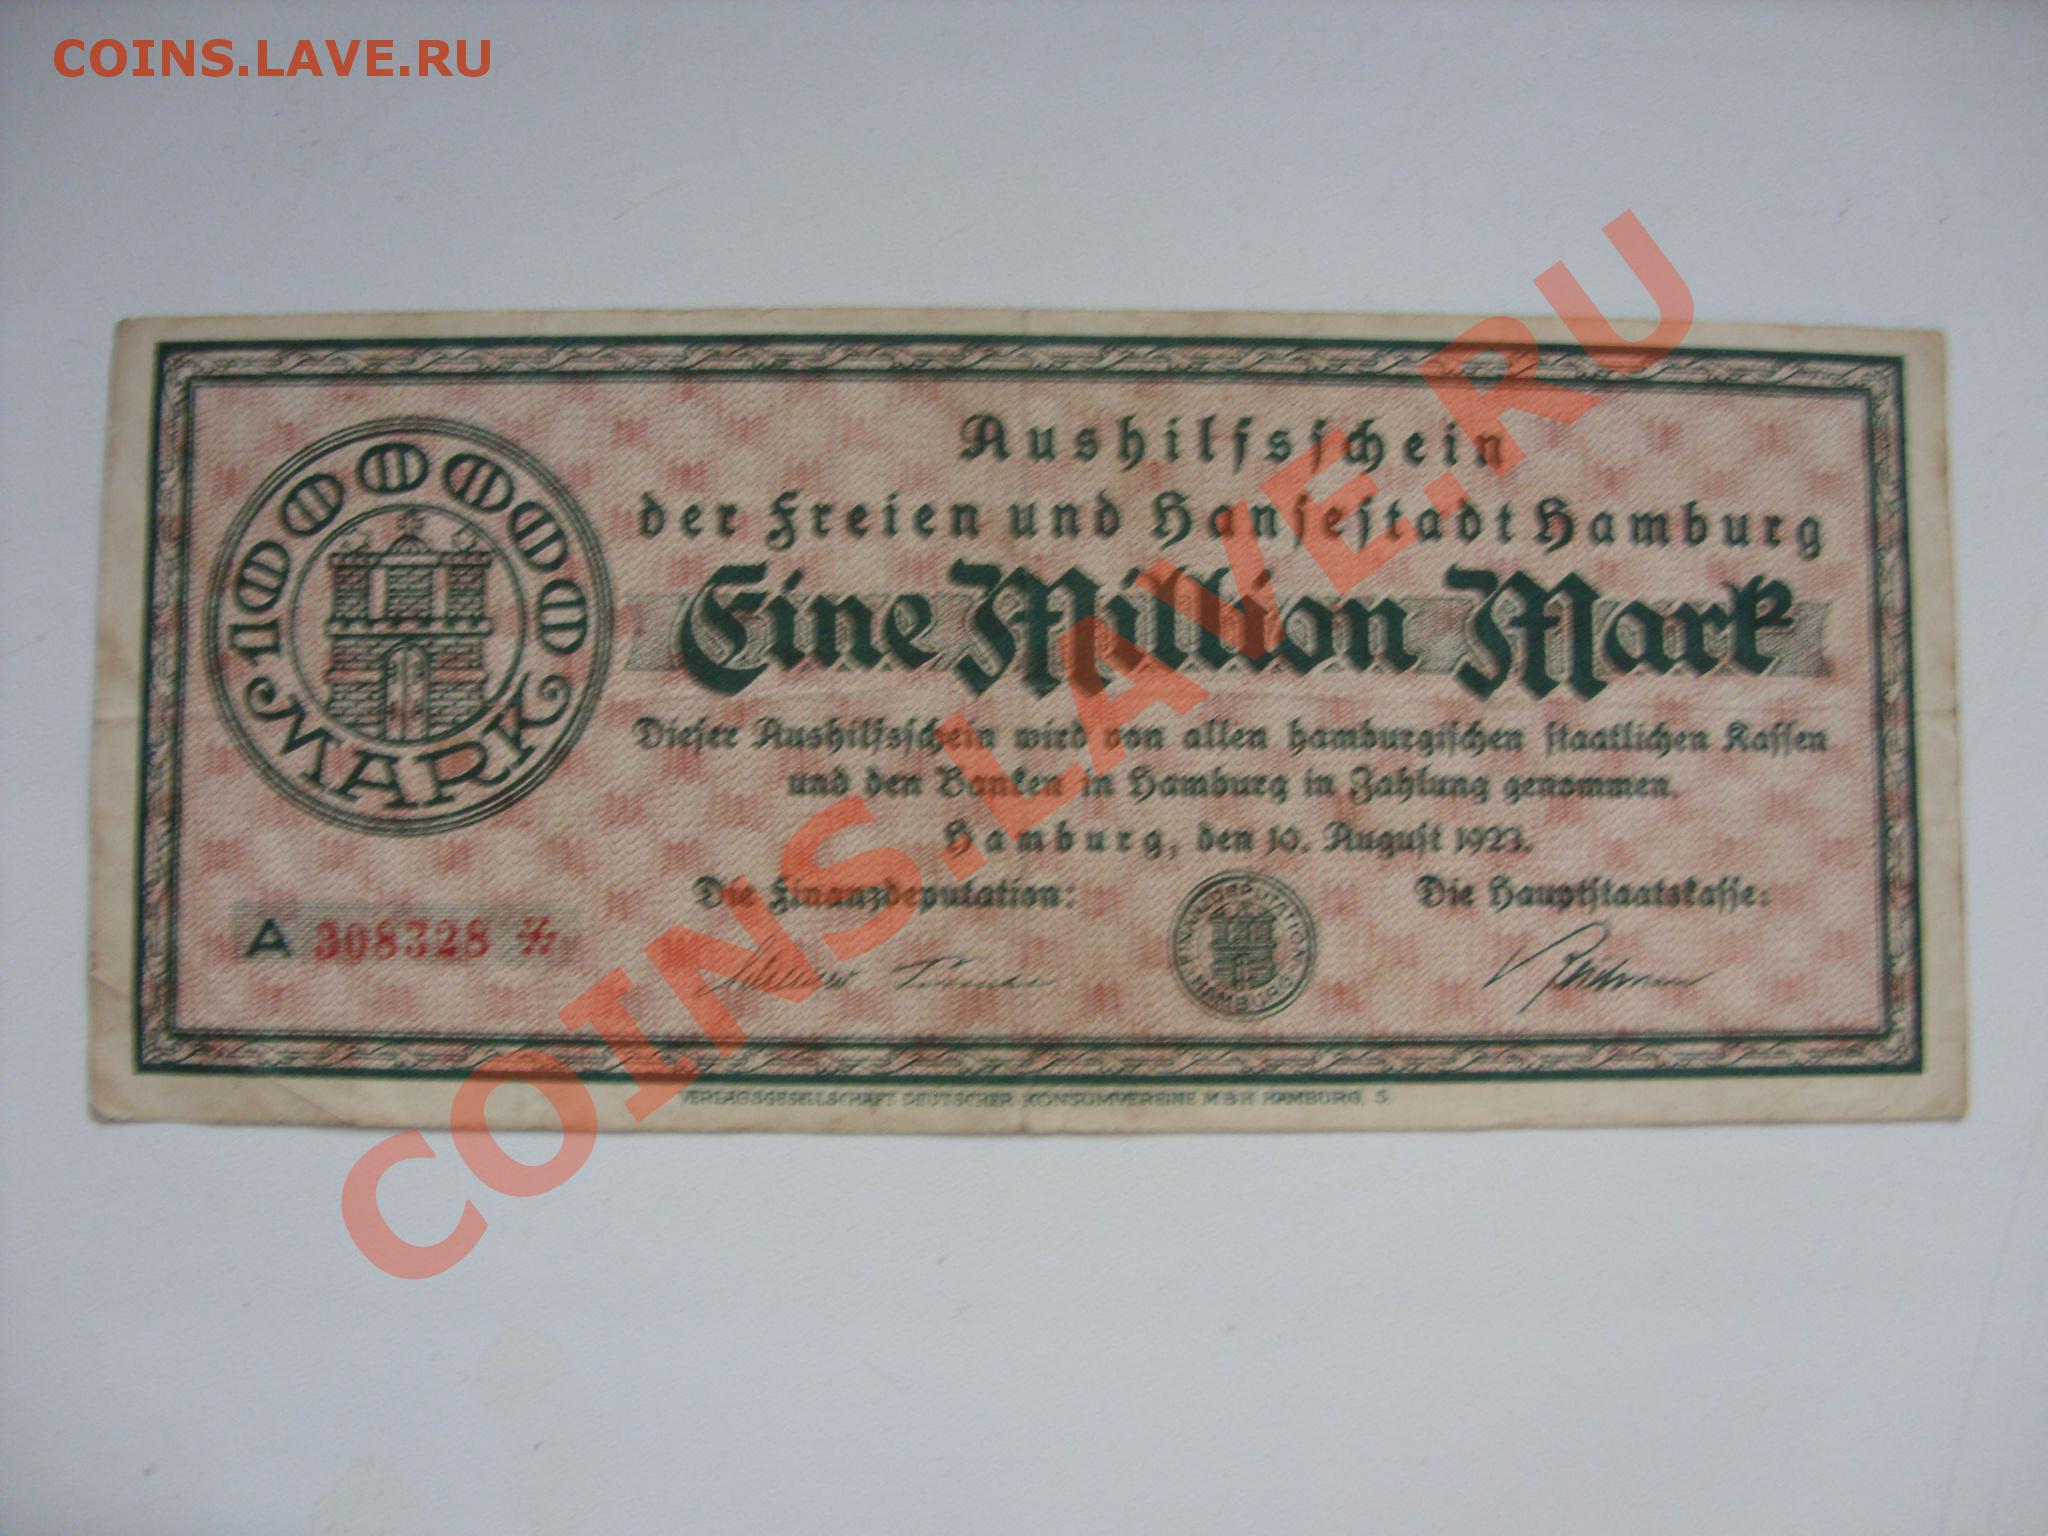 COINS.LAVE.RU
1000000
MARK
Aushilfsschein
der Freien und Hansestadt Hamburg
Eine Million Mark
Dieser Aushilfsschein wird von allen hamburgischen staatlichen Kassen
und den Banken in Hamburg in Zahlung genommen.
Hamburg, den 10. August 1923.
Die Finanzdeputation:
Die Hauptstaatskasse:
A 308328
FINANZDEPUTATION
HAMBURG
VERLAGSGESELLSCHAFT DEUTSCHER KONSUMVEREINE M B H HAMBURG, 5.
COINS.LAVE.RU